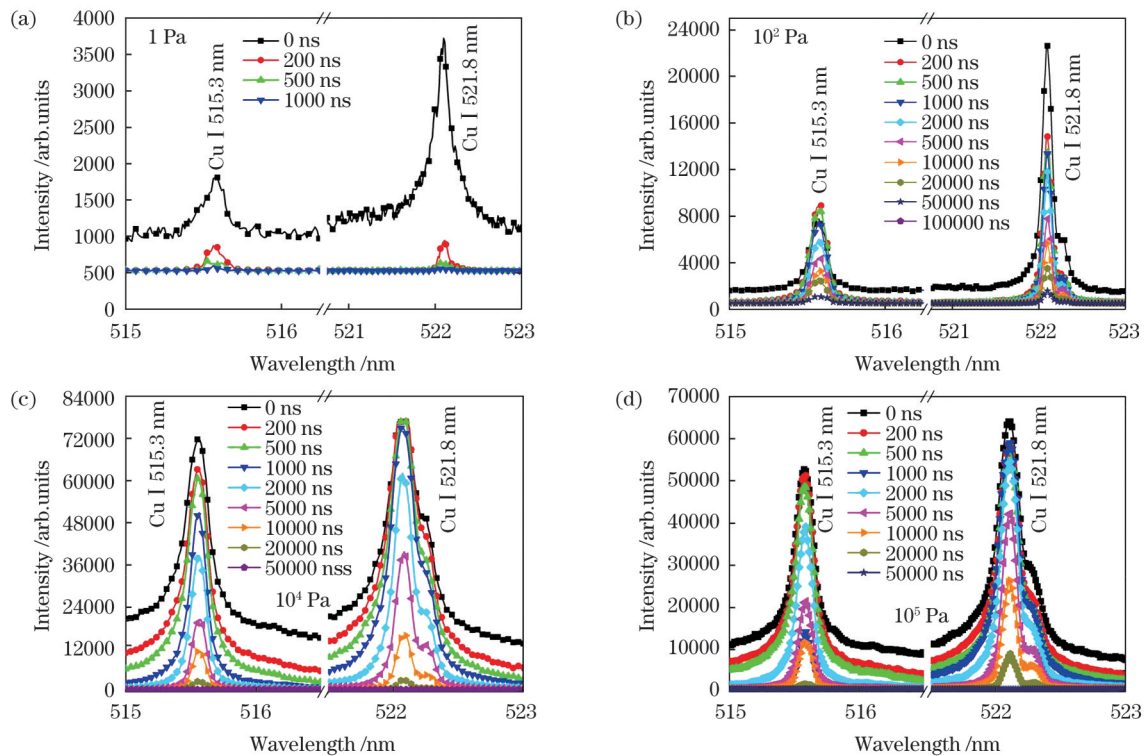 (a)
1 Pa
0 ns
200 ns
500 ns
1000 ns
Cu I 515.3 nm
Cu I 521.8 nm
Intensity /arb.units
4000
3500
3000
2500
2000
1500
1000
500
0
515
516
521
522
523
Wavelength /nm
(b)
10² Pa
0 ns
200 ns
500 ns
1000 ns
2000 ns
5000 ns
10000 ns
20000 ns
50000 ns
100000 ns
Cu I 515.3 nm
Cu I 521.8 nm
Intensity /arb.units
24000
20000
16000
12000
8000
4000
0
515
516
521
522
523
Wavelength /nm
(c)
Cu I 515.3 nm
0 ns
200 ns
500 ns
1000 ns
2000 ns
5000 ns
10000 ns
20000 ns
50000 nss
10⁴ Pa
Cu I 521.8 nm
Intensity /arb.units
84000
72000
60000
48000
36000
24000
12000
0
515
516
522
523
Wavelength /nm
(d)
Cu I 515.3 nm
0 ns
200 ns
500 ns
1000 ns
2000 ns
5000 ns
10000 ns
20000 ns
50000 ns
10⁵ Pa
Cu I 521.8 nm
Intensity /arb.units
70000
60000
50000
40000
30000
20000
10000
0
515
516
522
523
Wavelength /nm